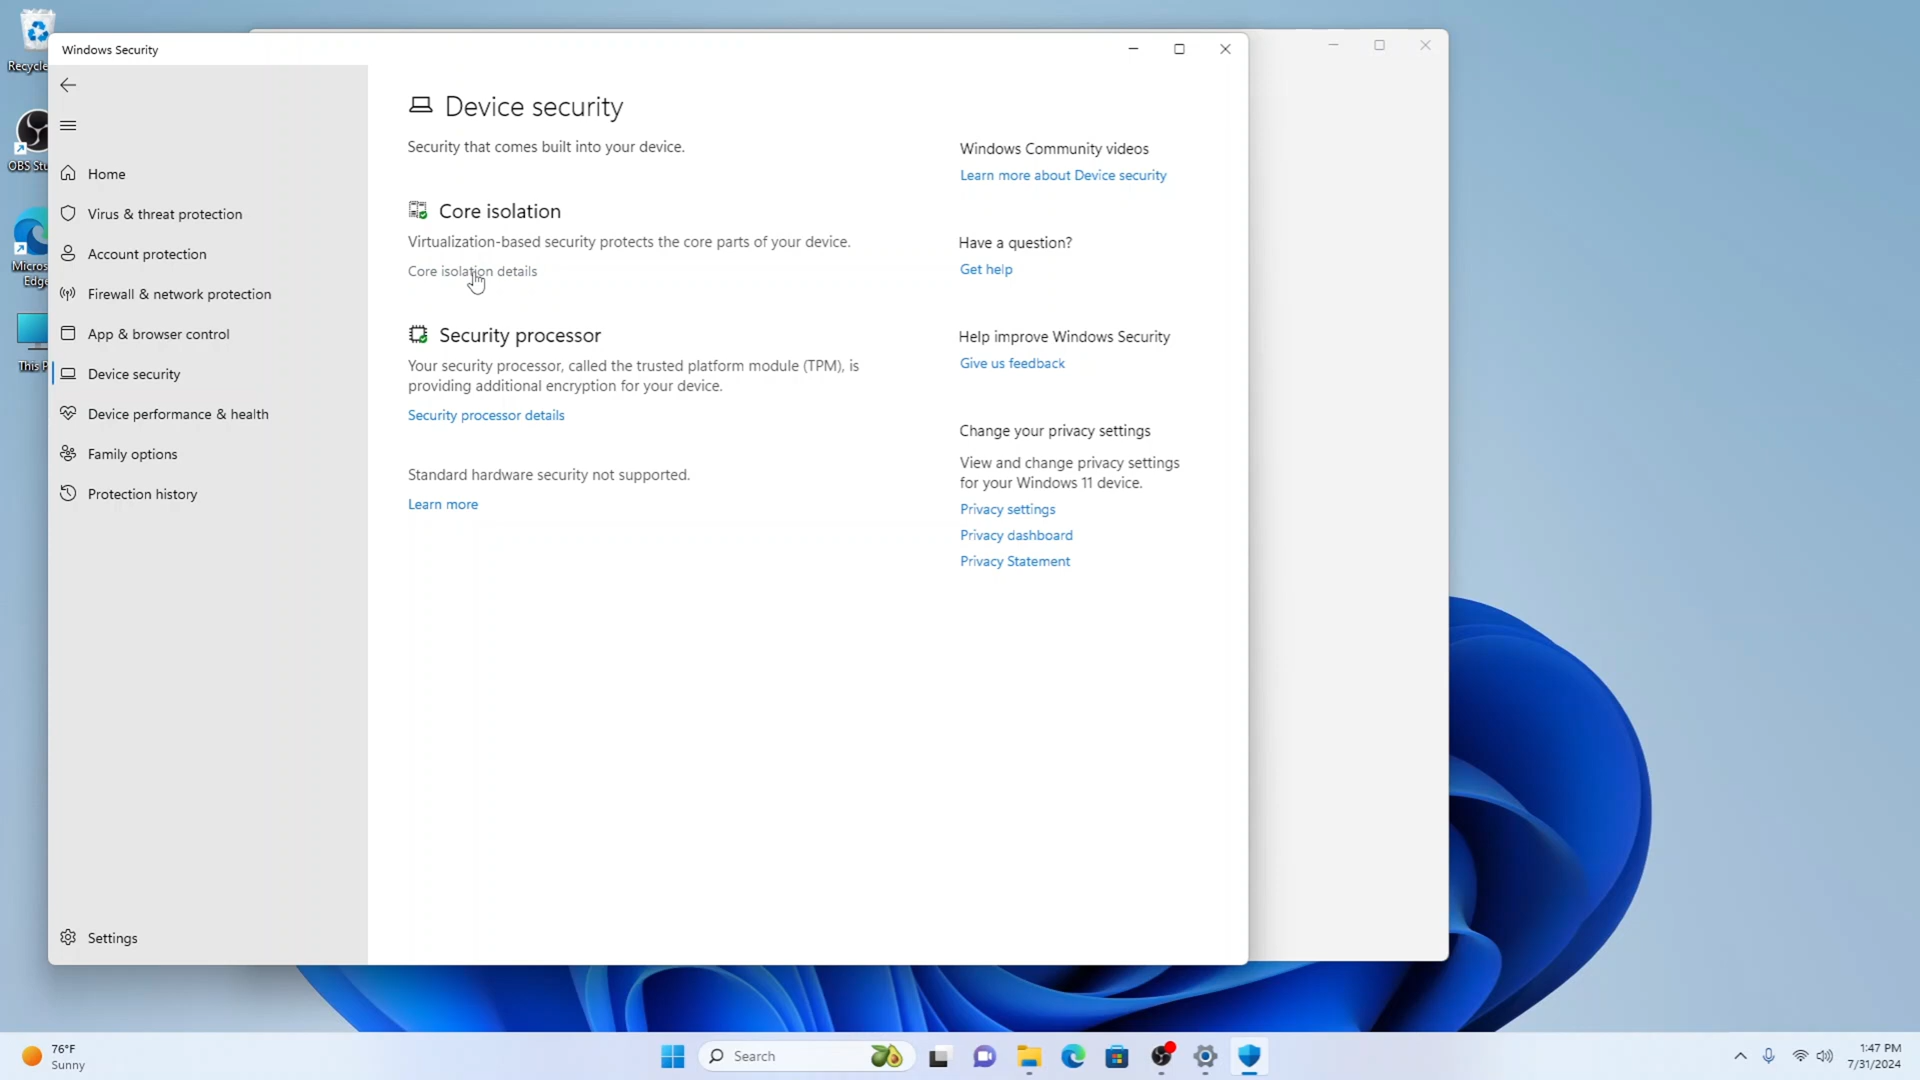 Recycle
OBS Stu
Micros
Edge
This P
Windows Security
Home
Virus & threat protection
Account protection
Firewall & network protection
App & browser control
Device security
Device performance & health
Family options
Protection history
Settings
Device security
Security that comes built into your device.
Core isolation
Virtualization-based security protects the core parts of your device.
Core isolation details
Security processor
Your security processor, called the trusted platform module (TPM), is
providing additional encryption for your device.
Security processor details
Standard hardware security not supported.
Learn more
Windows Community videos
Learn more about Device security
Have a question?
Get help
Help improve Windows Security
Give us feedback
Change your privacy settings
View and change privacy settings
for your Windows 11 device.
Privacy settings
Privacy dashboard
Privacy Statement
76°F
Sunny
Search
1:47 PM
7/31/2024